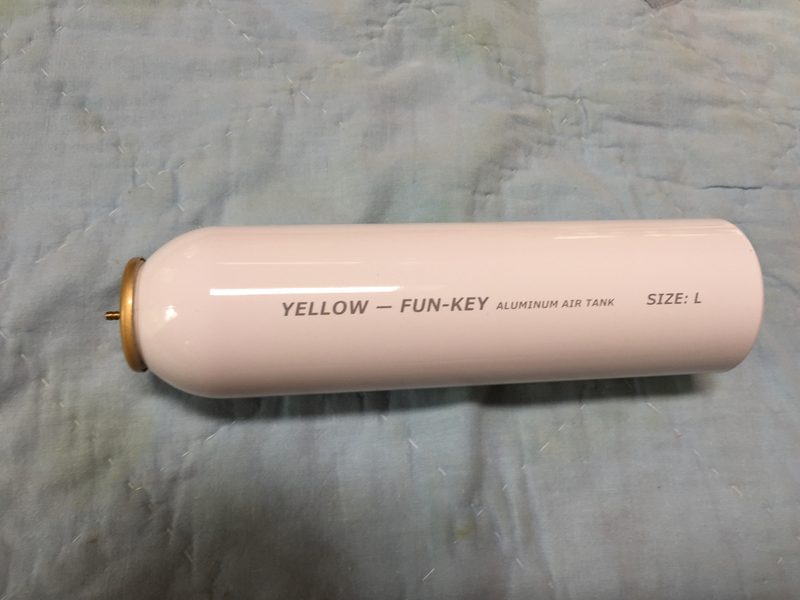 YELLOW — FUN-KEY ALUMINUM AIR TANK SIZE: L